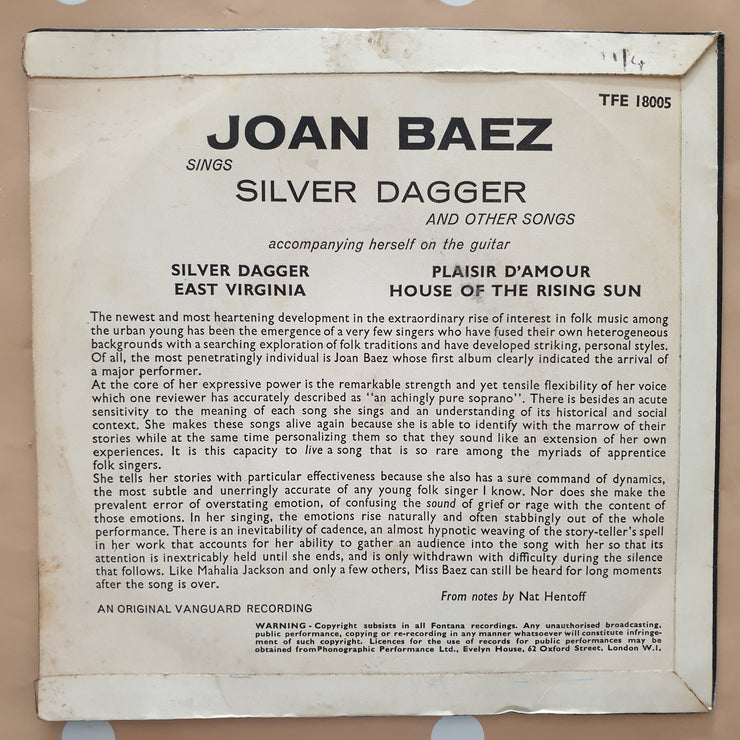 11/4
TFE 18005
JOAN BAEZ
SINGS
SILVER DAGGER
AND OTHER SONGS
accompanying herself on the guitar
SILVER DAGGER PLAISIR D'AMOUR
EAST VIRGINIA HOUSE OF THE RISING SUN
The newest and most heartening development in the extraordinary rise of interest in folk music among
the urban young has been the emergence of a very few singers who have fused their own heterogeneous
backgrounds with a searching exploration of folk traditions and have developed striking, personal styles.
Of all, the most penetratingly individual is Joan Baez whose first album clearly indicated the arrival of
a major performer.
At the core of her expressive power is the remarkable strength and yet tensile flexibility of her voice
which one reviewer has accurately described as "an achingly pure soprano". There is besides an acute
sensitivity to the meaning of each song she sings and an understanding of its historical and social
context. She makes these songs alive again because she is able to identify with the marrow of their
stories while at the same time personalizing them so that they sound like an extension of her own
experiences. It is this capacity to live a song that is so rare among the myriads of apprentice
folk singers.
She tells her stories with particular effectiveness because she also has a sure command of dynamics,
the most subtle and unerringly accurate of any young folk singer I know. Nor does she make the
prevalent error of overstating emotion, of confusing the sound of grief or rage with the content of
those emotions. In her singing, the emotions rise naturally and often stabbingly out of the whole
performance. There is an inevitability of cadence, an almost hypnotic weaving of the story-teller's spell
in her work that accounts for her ability to gather an audience into the song with her so that its
attention is inextricably held until she ends, and is only withdrawn with difficulty during the silence
that follows. Like Mahalia Jackson and only a few others, Miss Baez can still be heard for long moments
after the song is over.
From notes by Nat Hentoff
AN ORIGINAL VANGUARD RECORDING
WARNING - Copyright subsists in all Fontana recordings. Any unauthorised broadcasting,
public performance, copying or re-recording in any manner whatsoever will constitute infringe-
ment of such copyright. Licences for the use of records for public performances may be
obtained from Phonographic Performance Ltd., Evelyn House, 62 Oxford Street, London W.I.